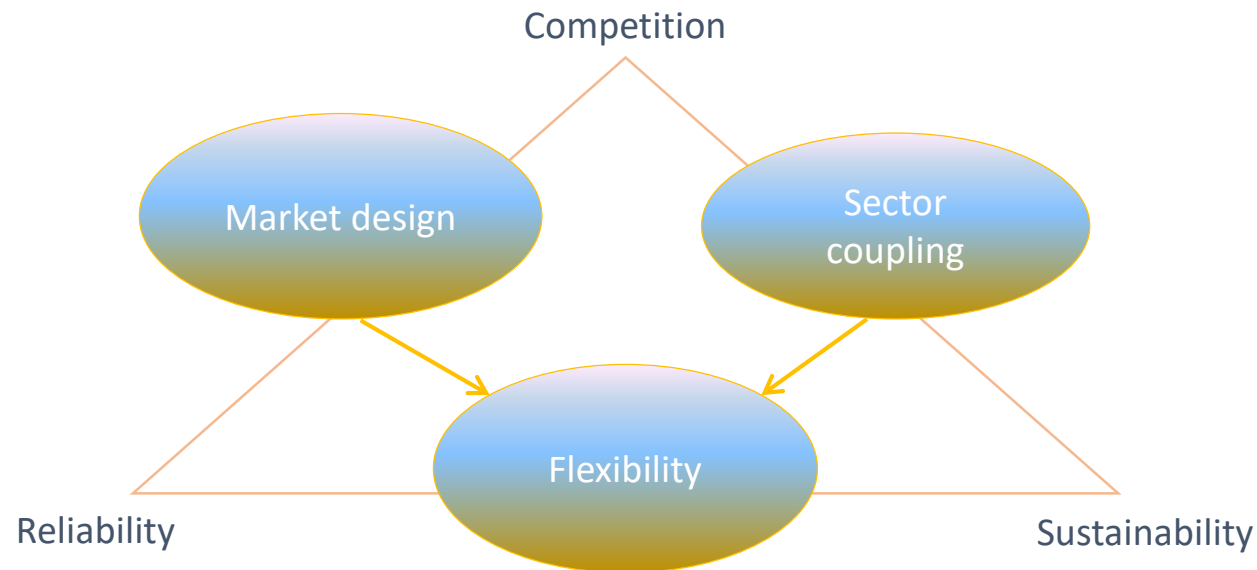 Competition
Market design
Sector
coupling
Flexibility
Reliability
Sustainability